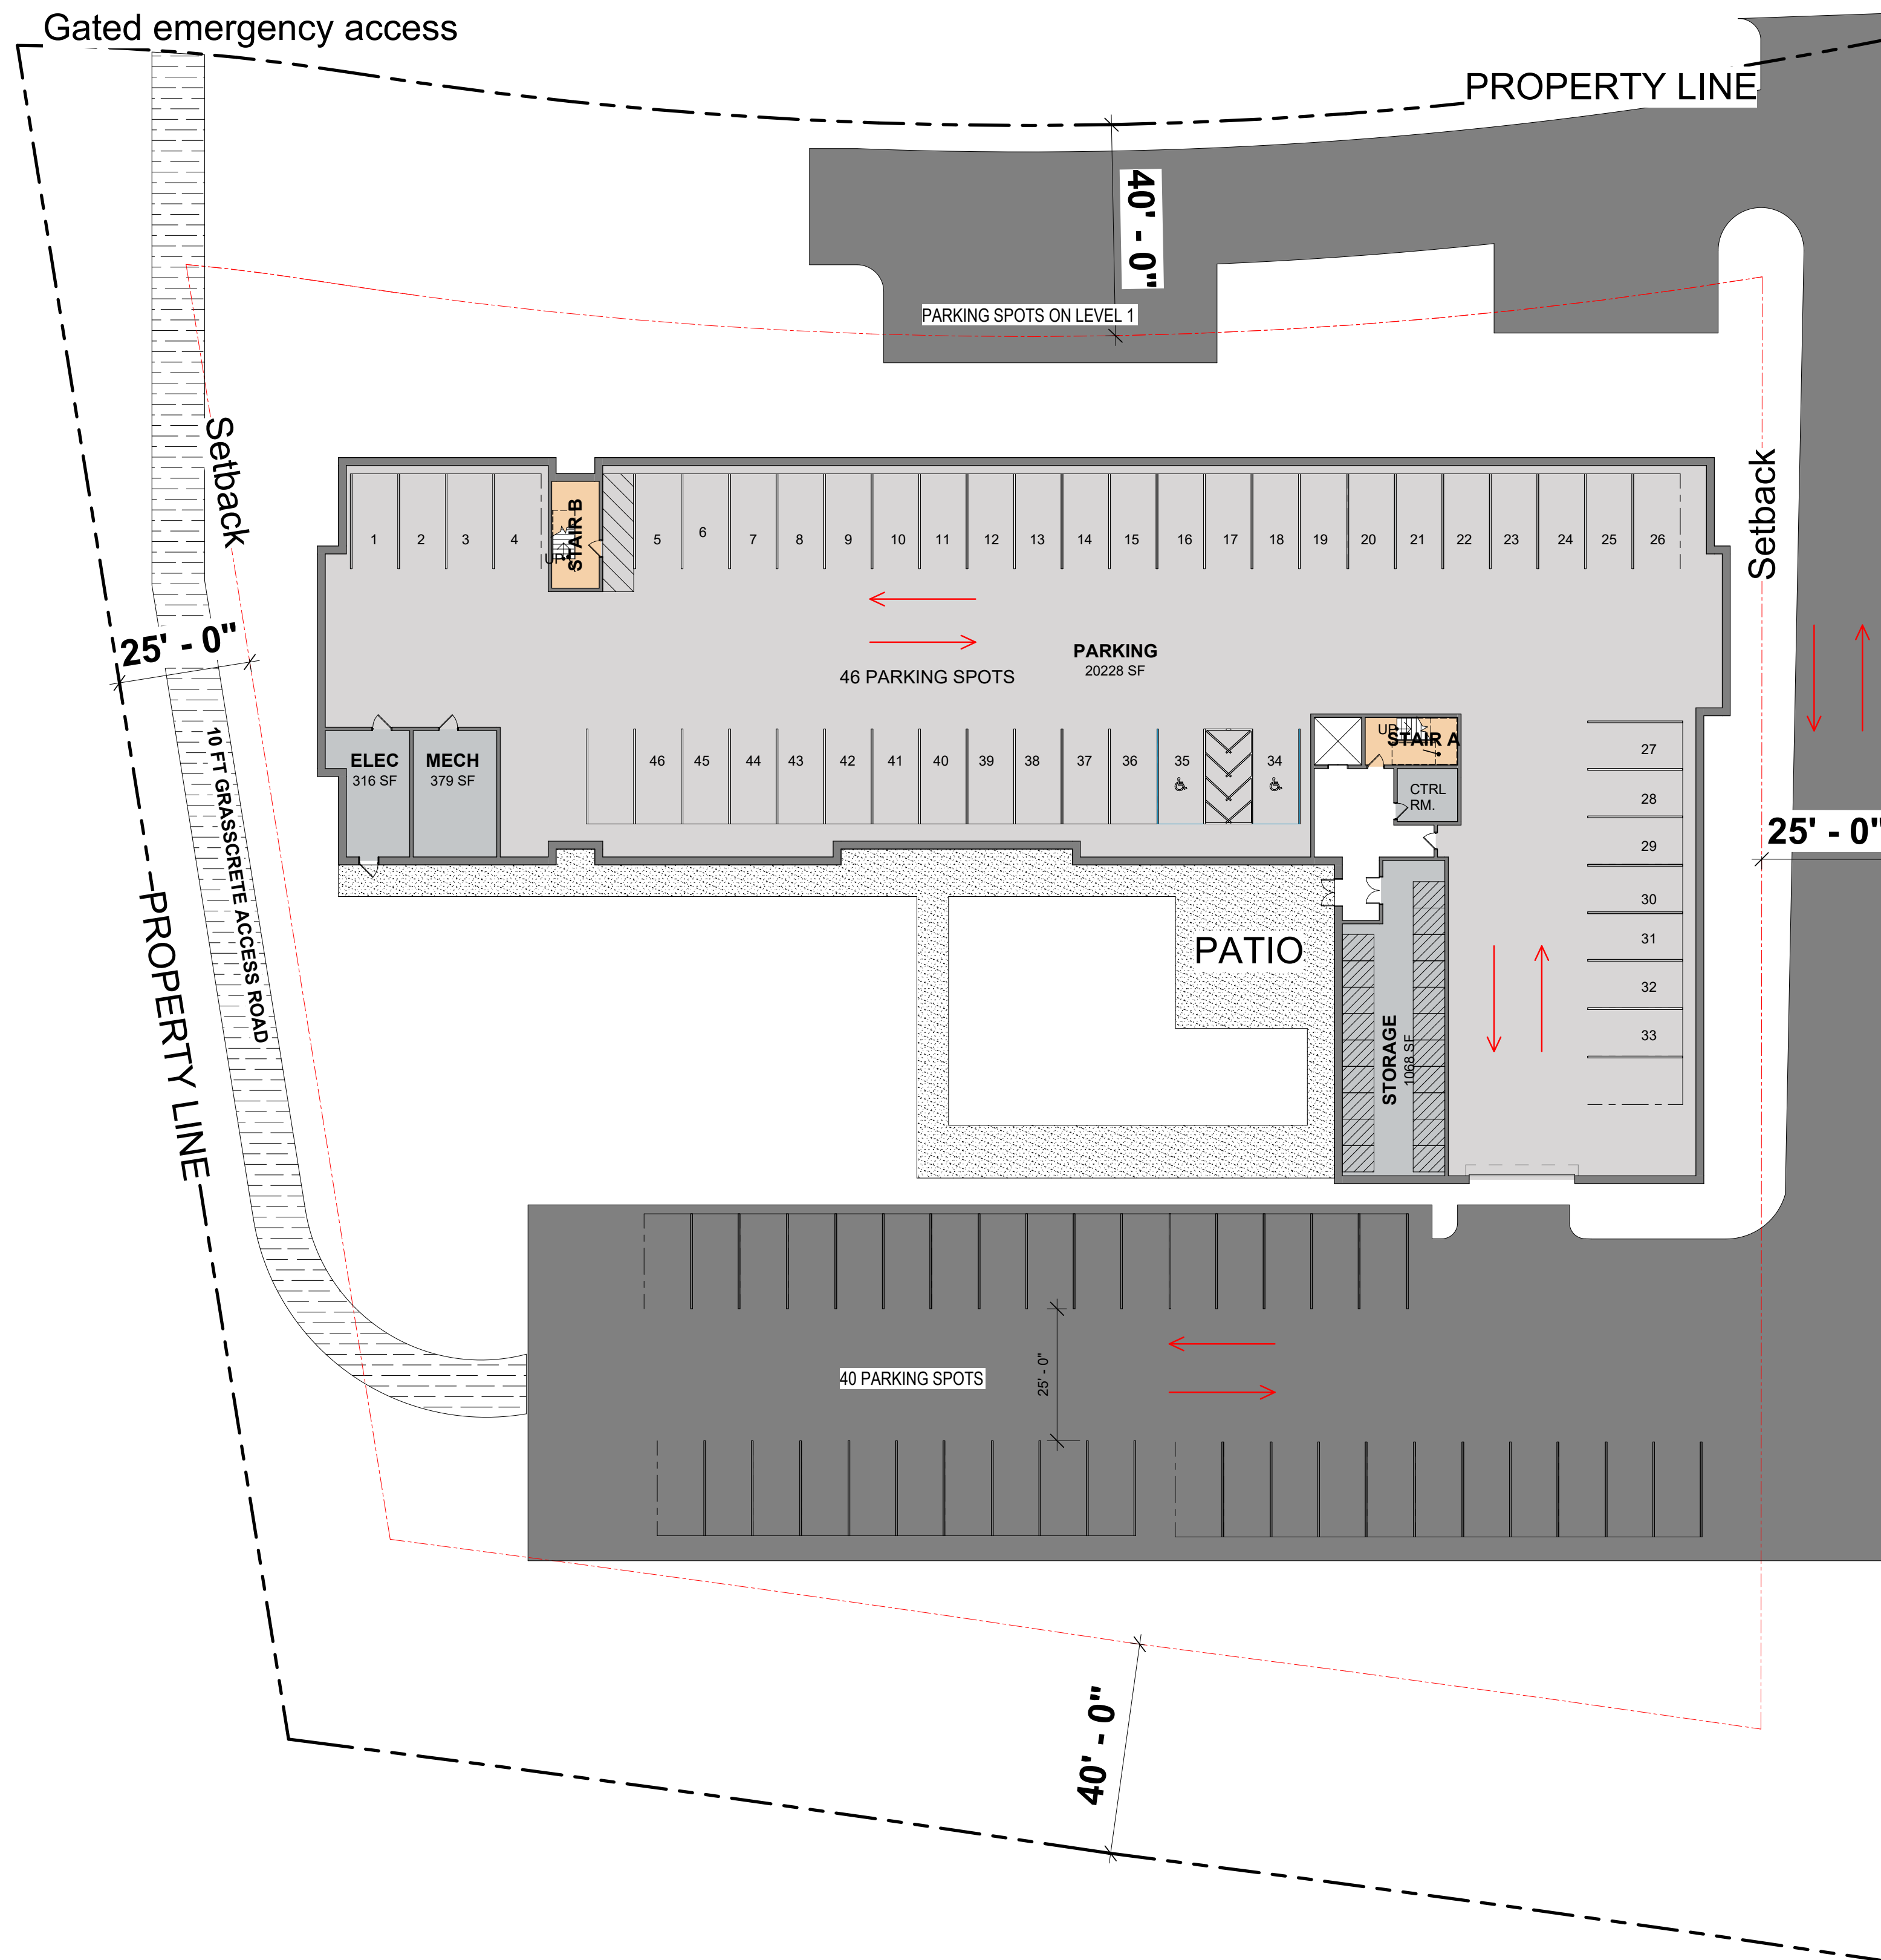 Gated emergency access
PROPERTY LINE
40' - 0"
PARKING SPOTS ON LEVEL 1
Setback
Setback
STAIR B
UP
1 2 3 4 5 6 7 8 9 10 11 12 13 14 15 16 17 18 19 20 21 22 23 24 25 26
25' - 0"
PARKING
20228 SF
46 PARKING SPOTS
UP
STAIR A
ELEC
316 SF
MECH
379 SF
46 45 44 43 42 41 40 39 38 37 36 35 34
CTRL
RM.
27
28
29
30
31
32
33
25' - 0"
10 FT GRASSCRETE ACCESS ROAD
PROPERTY LINE
PATIO
STORAGE
1068 SF
40 PARKING SPOTS
25' - 0"
40' - 0"